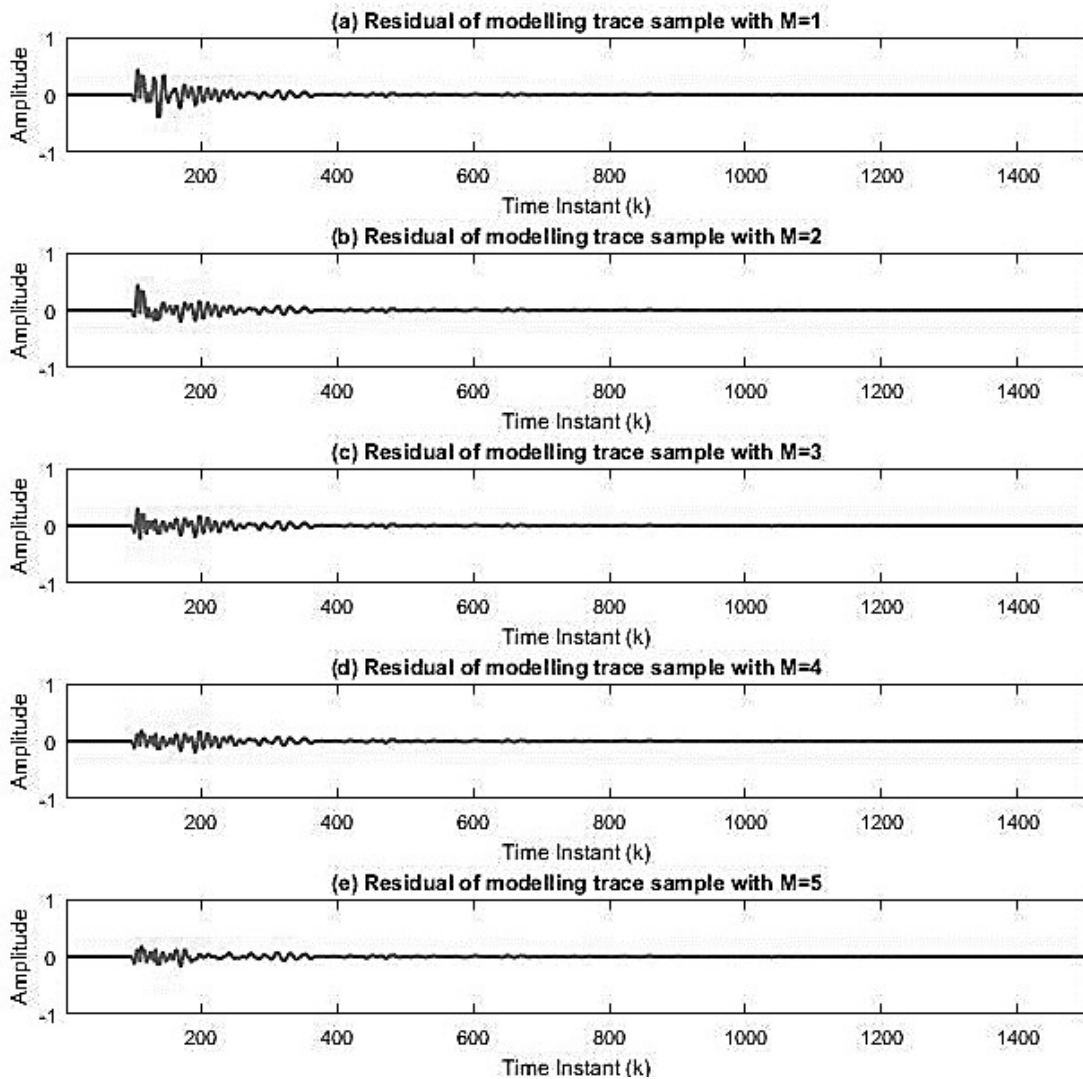 (a) Residual of modelling trace sample with M=1
1
0
-1
Amplitude
200 400 600 800 1000 1200 1400
Time Instant (k)
(b) Residual of modelling trace sample with M=2
1
0
-1
Amplitude
200 400 600 800 1000 1200 1400
Time Instant (k)
(c) Residual of modelling trace sample with M=3
1
0
-1
Amplitude
200 400 600 800 1000 1200 1400
Time Instant (k)
(d) Residual of modelling trace sample with M=4
1
0
-1
Amplitude
200 400 600 800 1000 1200 1400
Time Instant (k)
(e) Residual of modelling trace sample with M=5
1
0
-1
Amplitude
200 400 600 800 1000 1200 1400
Time Instant (k)